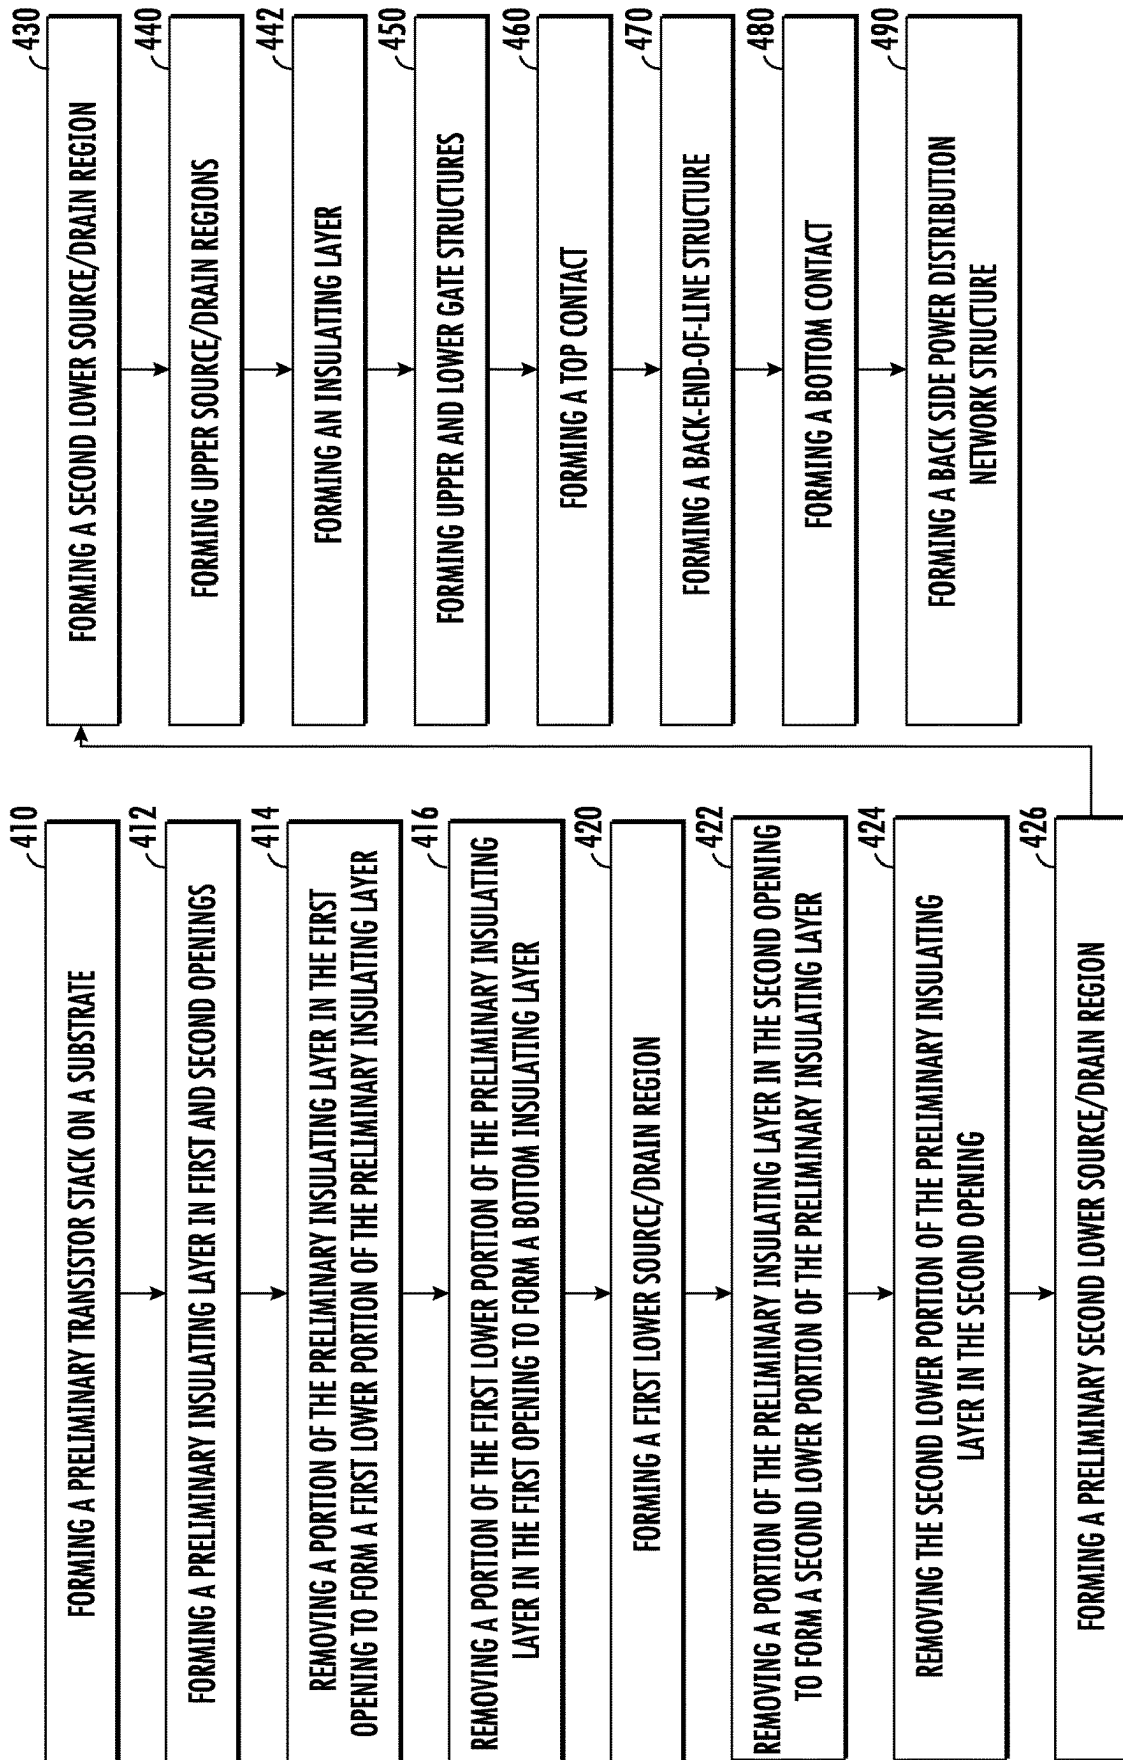 410
FORMING A PRELIMINARY TRANSISTOR STACK ON A SUBSTRATE
412
FORMING A PRELIMINARY INSULATING LAYER IN FIRST AND SECOND OPENINGS
414
REMOVING A PORTION OF THE PRELIMINARY INSULATING LAYER IN THE FIRST
OPENING TO FORM A FIRST LOWER PORTION OF THE PRELIMINARY INSULATING LAYER
416
REMOVING A PORTION OF THE FIRST LOWER PORTION OF THE PRELIMINARY INSULATING
LAYER IN THE FIRST OPENING TO FORM A BOTTOM INSULATING LAYER
420
FORMING A FIRST LOWER SOURCE/DRAIN REGION
422
REMOVING A PORTION OF THE PRELIMINARY INSULATING LAYER IN THE SECOND OPENING
TO FORM A SECOND LOWER PORTION OF THE PRELIMINARY INSULATING LAYER
424
REMOVING THE SECOND LOWER PORTION OF THE PRELIMINARY INSULATING
LAYER IN THE SECOND OPENING
426
FORMING A PRELIMINARY SECOND LOWER SOURCE/DRAIN REGION
430
FORMING A SECOND LOWER SOURCE/DRAIN REGION
440
FORMING UPPER SOURCE/DRAIN REGIONS
442
FORMING AN INSULATING LAYER
450
FORMING UPPER AND LOWER GATE STRUCTURES
460
FORMING A TOP CONTACT
470
FORMING A BACK-END-OF-LINE STRUCTURE
480
FORMING A BOTTOM CONTACT
490
FORMING A BACK SIDE POWER DISTRIBUTION
NETWORK STRUCTURE